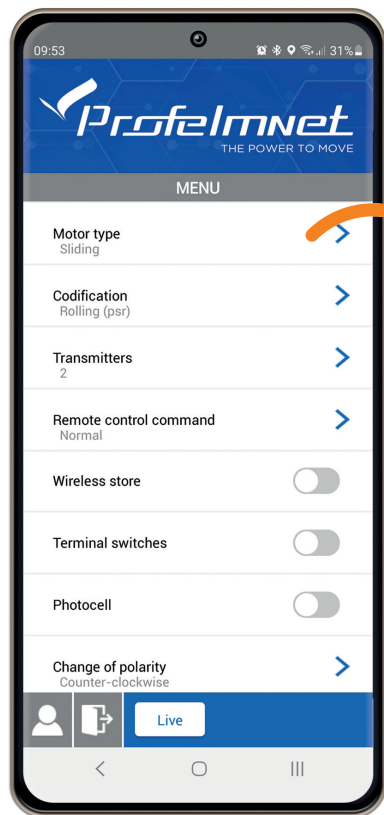 09:53
31%
Profelmnet
THE POWER TO MOVE
MENU
Motor type
Sliding
Codification
Rolling (psr)
Transmitters
2
Remote control command
Normal
Wireless store
Terminal switches
Photocell
Change of polarity
Counter-clockwise
Live